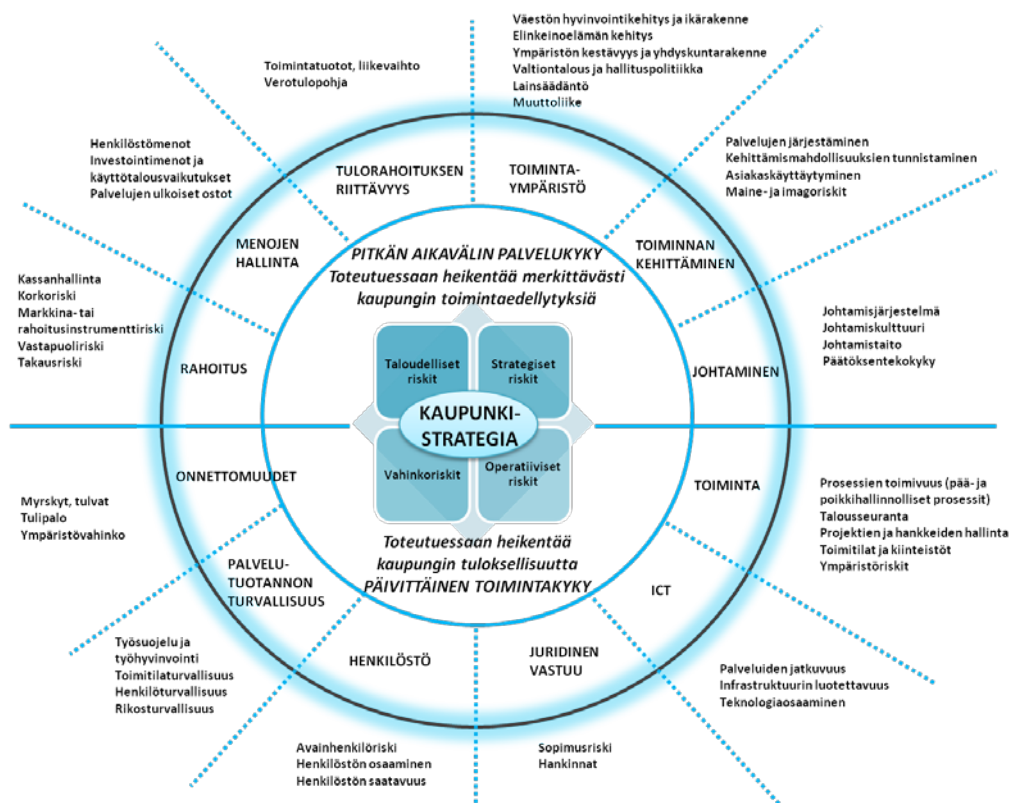 Väestön hyvinvointikehitys ja ikärakenne
Elinkeinoelämän kehitys
Ympäristön kestävyys ja yhdyskuntarakenne
Valtiontalous ja hallituspolitiikka
Lainsäädäntö
Muuttoliike
Toimintatuotot, liikevaihto
Verotulopohja
Henkilöstömenot
Investointimenot ja
käyttötalousvaikutukset
Palvelujen ulkoiset ostot
Palvelujen järjestäminen
Kehittämismahdollisuuksien tunnistaminen
Asiakaskäyttäytyminen
Maine- ja imagoriskit
TULORAHOITUKSEN
RIITTÄVYYS
TOIMINTA-
YMPÄRISTÖ
MENOJEN
HALLINTA
TOIMINNAN
KEHITTÄMINEN
PITKÄN AIKAVÄLIN PALVELUKYKY
Toteutuessaan heikentää merkittävästi
kaupungin toimintaedellytyksiä
Kassanhallinta
Korkoriski
Markkina- tai
rahoitusinstrumenttiriski
Vastapuoliriski
Takausriski
RAHOITUS
JOHTAMINEN
Johtamisjärjestelmä
Johtamiskulttuuri
Johtamistaito
Päätöksentekokyky
Taloudelliset
riskit
Strategiset
riskit
KAUPUNKI-
STRATEGIA
Vahinkoriskit
Operatiiviset
riskit
ONNETTOMUUDET
TOIMINTA
Myrskyt, tulvat
Tulipalo
Ympäristövahinko
Prosessien toimivuus (pää- ja
poikkihallinnolliset prosessit)
Talousseuranta
Projektien ja hankkeiden hallinta
Toimitilat ja kiinteistöt
Ympäristöriskit
Toteutuessaan heikentää
kaupungin tuloksellisuutta
PÄIVITTÄINEN TOIMINTAKYKY
PALVELU-
TUOTANNON
TURVALLISUUS
ICT
HENKILÖSTÖ
JURIDINEN
VASTUU
Työsuojelu ja
työhyvinvointi
Toimitilaturvallisuus
Henkilöturvallisuus
Rikosturvallisuus
Palveluiden jatkuvuus
Infrastruktuurin luotettavuus
Teknologiaosaaminen
Avainhenkilöriski
Henkilöstön osaaminen
Henkilöstön saatavuus
Sopimusriski
Hankinnat